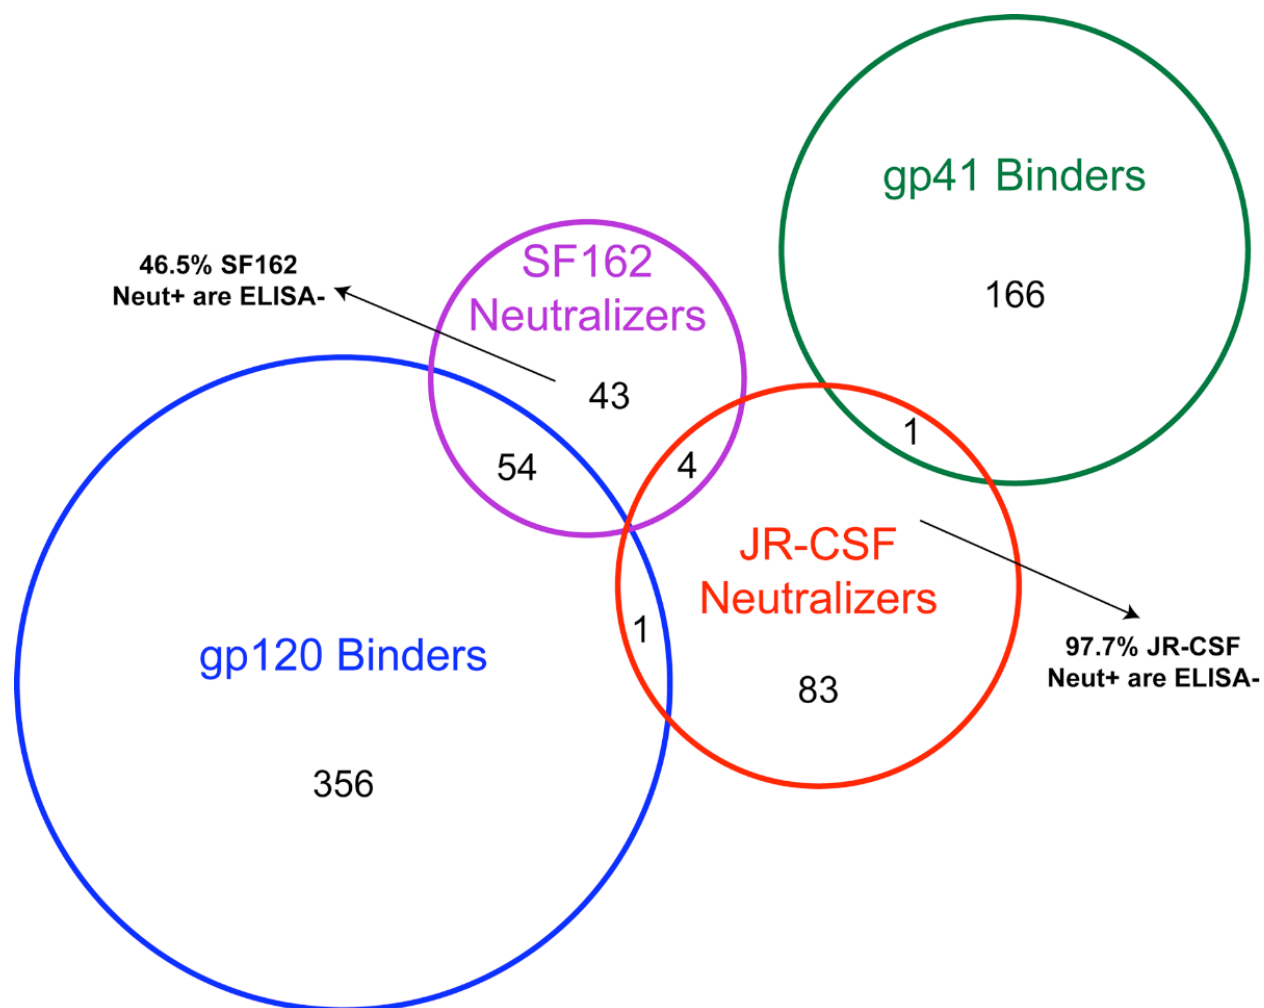 gp41 Binders
166
SF162
Neutralizers
46.5% SF162
Neut+ are ELISA-
43
54
4
1
JR-CSF
Neutralizers
1
83
97.7% JR-CSF
Neut+ are ELISA-
gp120 Binders
356